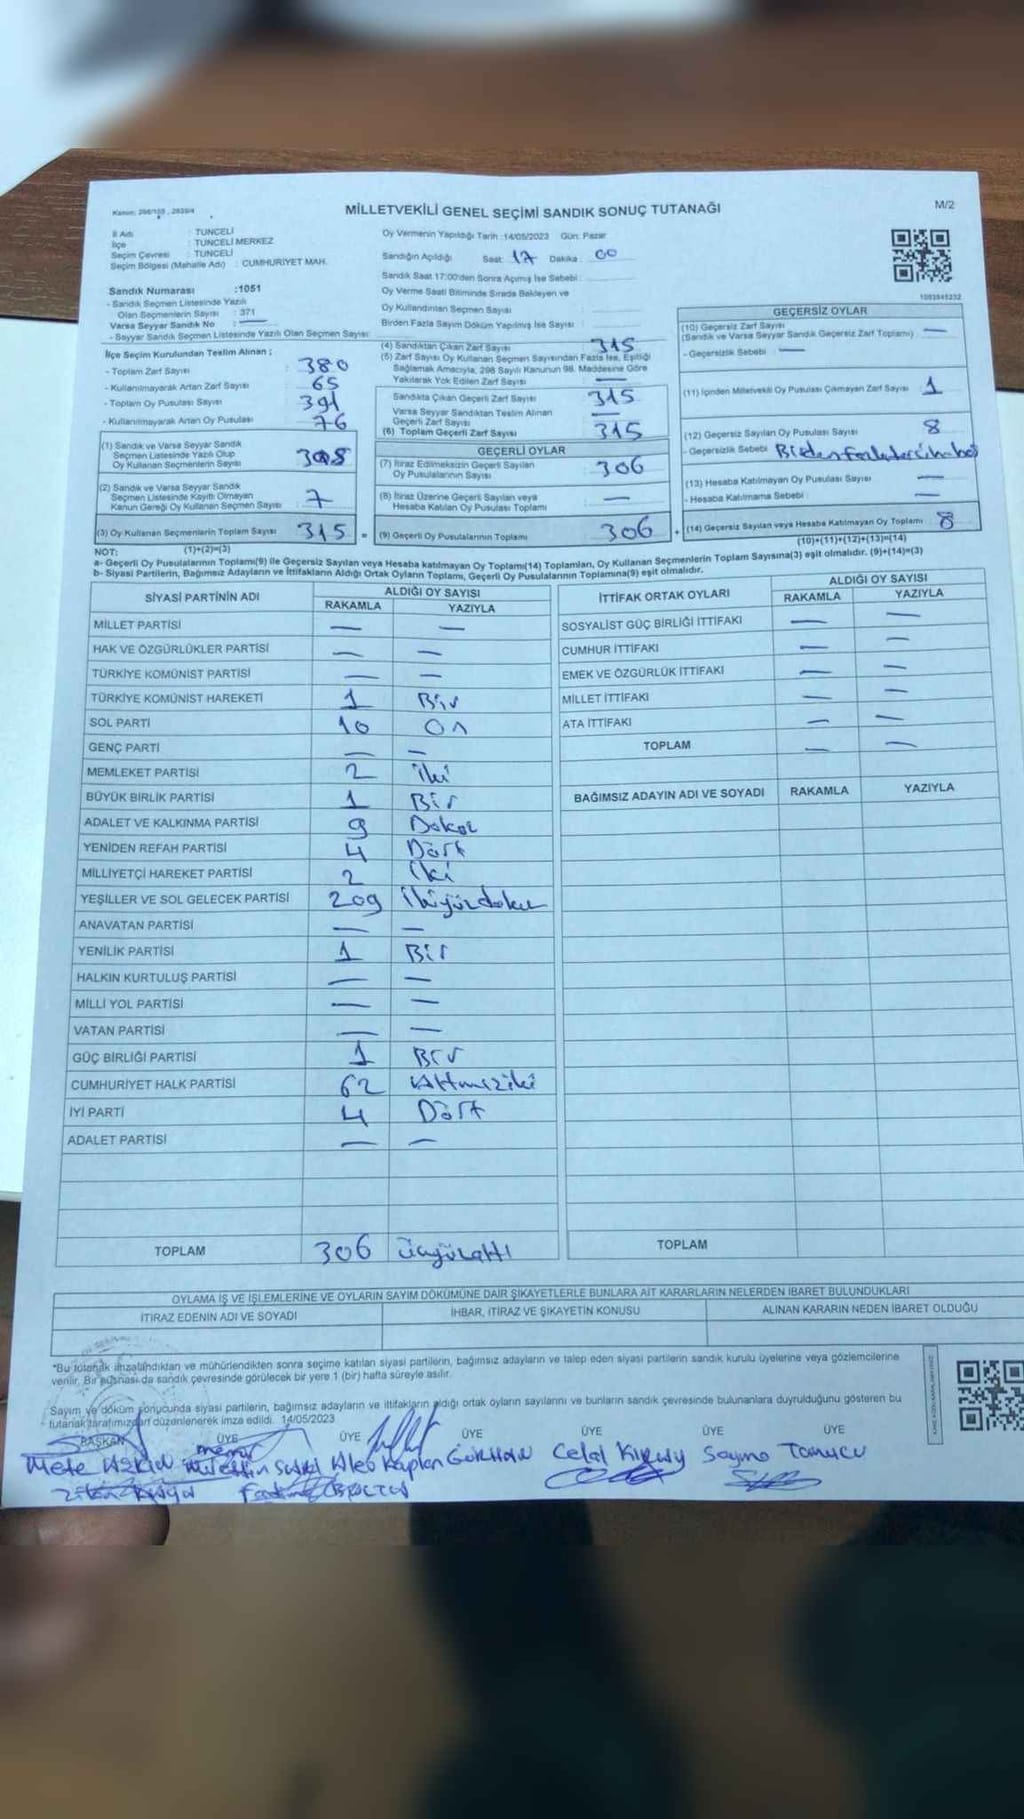 Kanun: 298/105 , 2839/4
MİLLETVEKİLİ GENEL SEÇİMİ SANDIK SONUÇ TUTANAĞI
M/2
İl Adı : TUNCELİ
İlçe : TUNCELİ MERKEZ
Seçim Çevresi : TUNCELİ
Seçim Bölgesi (Mahalle Adı) : CUMHURİYET MAH.
Oy Vermenin Yapıldığı Tarih :14/05/2023 Gün: Pazar
Sandığın Açıldığı Saat: 17 Dakika : 00
Sandık Saat 17:00'den Sonra Açılmış İse Sebebi :
Oy Verme Saati Bitiminde Sırada Bekleyen ve
Oy Kullandırılan Seçmen Sayısı :
Birden Fazla Sayım Döküm Yapılmış İse Sayısı :
Sandık Numarası :1051
- Sandık Seçmen Listesinde Yazılı
Olan Seçmenlerin Sayısı : 371
Varsa Seyyar Sandık No : —
- Seyyar Sandık Seçmen Listesinde Yazılı Olan Seçmen Sayısı:
İlçe Seçim Kurulundan Teslim Alınan ;
- Toplam Zarf Sayısı : 380
- Kullanılmayarak Artan Zarf Sayısı : 65
- Toplam Oy Pusulası Sayısı : 391
- Kullanılmayarak Artan Oy Pusulası : 76
(1) Sandık ve Varsa Seyyar Sandık
Seçmen Listesinde Yazılı Olup
Oy Kullanan Seçmenlerin Sayısı : 308
(2) Sandık ve Varsa Seyyar Sandık
Seçmen Listesinde Kayıtlı Olmayan
Kanun Gereği Oy Kullanan Seçmen Sayısı : 7
(3) Oy Kullanan Seçmenlerin Toplam Sayısı : 315
(1)+(2)=(3)
(4) Sandıktan Çıkan Zarf Sayısı : 315
(5) Zarf Sayısı Oy Kullanan Seçmen Sayısından Fazla İse, Eşitliği
Sağlamak Amacıyla, 298 Sayılı Kanunun 98. Maddesine Göre
Yakılarak Yok Edilen Zarf Sayısı : —
Sandıkta Çıkan Geçerli Zarf Sayısı : 315
Varsa Seyyar Sandıktan Teslim Alınan
Geçerli Zarf Sayısı : —
(6) Toplam Geçerli Zarf Sayısı : 315
GEÇERLİ OYLAR
(7) İtiraz Edilmeksizin Geçerli Sayılan
Oy Pusulalarının Sayısı : 306
(8) İtiraz Üzerine Geçerli Sayılan veya
Hesaba Katılan Oy Pusulası Toplamı : —
= (9) Geçerli Oy Pusulalarının Toplamı : 306
1003845232
GEÇERSİZ OYLAR
(10) Geçersiz Zarf Sayısı
(Sandık ve Varsa Seyyar Sandık Geçersiz Zarf Toplamı) : —
- Geçersizlik Sebebi : —
(11) İçinden Milletvekili Oy Pusulası Çıkmayan Zarf Sayısı : 1
(12) Geçersiz Sayılan Oy Pusulası Sayısı : 8
- Geçersizlik Sebebi :
(13) Hesaba Katılmayan Oy Pusulası Sayısı : —
- Hesaba Katılmama Sebebi : —
+ (14) Geçersiz Sayılan veya Hesaba Katılmayan Oy Toplamı : 8
(10)+(11)+(12)+(13)=(14)
NOT:
a- Geçerli Oy Pusulalarının Toplamı(9) ile Geçersiz Sayılan veya Hesaba katılmayan Oy Toplamı(14) Toplamları, Oy Kullanan Seçmenlerin Toplam Sayısına(3) eşit olmalıdır. (9)+(14)=(3)
b- Siyasi Partilerin, Bağımsız Adayların ve İttifakların Aldığı Ortak Oyların Toplamı, Geçerli Oy Pusulalarının Toplamına(9) eşit olmalıdır.
SİYASİ PARTİNİN ADI ALDIĞI OY SAYISI
RAKAMLA YAZIYLA
MİLLET PARTİSİ — —
HAK VE ÖZGÜRLÜKLER PARTİSİ — —
TÜRKİYE KOMÜNİST PARTİSİ — —
TÜRKİYE KOMÜNİST HAREKETİ 1 Bir
SOL PARTİ 10 On
GENÇ PARTİ — —
MEMLEKET PARTİSİ 2 iki
BÜYÜK BİRLİK PARTİSİ 1 Bir
ADALET VE KALKINMA PARTİSİ 9 Dokuz
YENİDEN REFAH PARTİSİ 4 Dört
MİLLİYETÇİ HAREKET PARTİSİ 2 iki
YEŞİLLER VE SOL GELECEK PARTİSİ 209 ikiyüzdokuz
ANAVATAN PARTİSİ — —
YENİLİK PARTİSİ 1 Bir
HALKIN KURTULUŞ PARTİSİ — —
MİLLİ YOL PARTİSİ — —
VATAN PARTİSİ — —
GÜÇ BİRLİĞİ PARTİSİ 1 Bir
CUMHURİYET HALK PARTİSİ 62 Altmışiki
İYİ PARTİ 4 Dört
ADALET PARTİSİ — —
TOPLAM 306 üçyüzaltı
İTTİFAK ORTAK OYLARI ALDIĞI OY SAYISI
RAKAMLA YAZIYLA
SOSYALİST GÜÇ BİRLİĞİ İTTİFAKI — —
CUMHUR İTTİFAKI — —
EMEK VE ÖZGÜRLÜK İTTİFAKI — —
MİLLET İTTİFAKI — —
ATA İTTİFAKI — —
TOPLAM — —
BAĞIMSIZ ADAYIN ADI VE SOYADI RAKAMLA YAZIYLA
TOPLAM
OYLAMA İŞ VE İŞLEMLERİNE VE OYLARIN SAYIM DÖKÜMÜNE DAİR ŞİKAYETLERLE BUNLARA AİT KARARLARIN NELERDEN İBARET BULUNDUKLARI
İTİRAZ EDENİN ADI VE SOYADI İHBAR, İTİRAZ VE ŞİKAYETİN KONUSU ALINAN KARARIN NEDEN İBARET OLDUĞU
*Bu tutanak imzalandıktan ve mühürlendikten sonra seçime katılan siyasi partilerin, bağımsız adayların ve talep eden siyasi partilerin sandık kurulu üyelerine veya gözlemcilerine
verilir. Bir nüshası da sandık çevresinde görülecek bir yere 1 (bir) hafta süreyle asılır.
Sayım ve döküm sonucunda siyasi partilerin, bağımsız adayların ve ittifakların aldığı ortak oyların sayılarını ve bunların sandık çevresinde bulunanlara duyrulduğunu gösteren bu
tutanak tarafımızdan düzenlenerek imza edildi. 14/05/2023
BAŞKAN ÜYE ÜYE ÜYE ÜYE ÜYE ÜYE
Mete Kaplan GÖKHAN Celal Tanucu